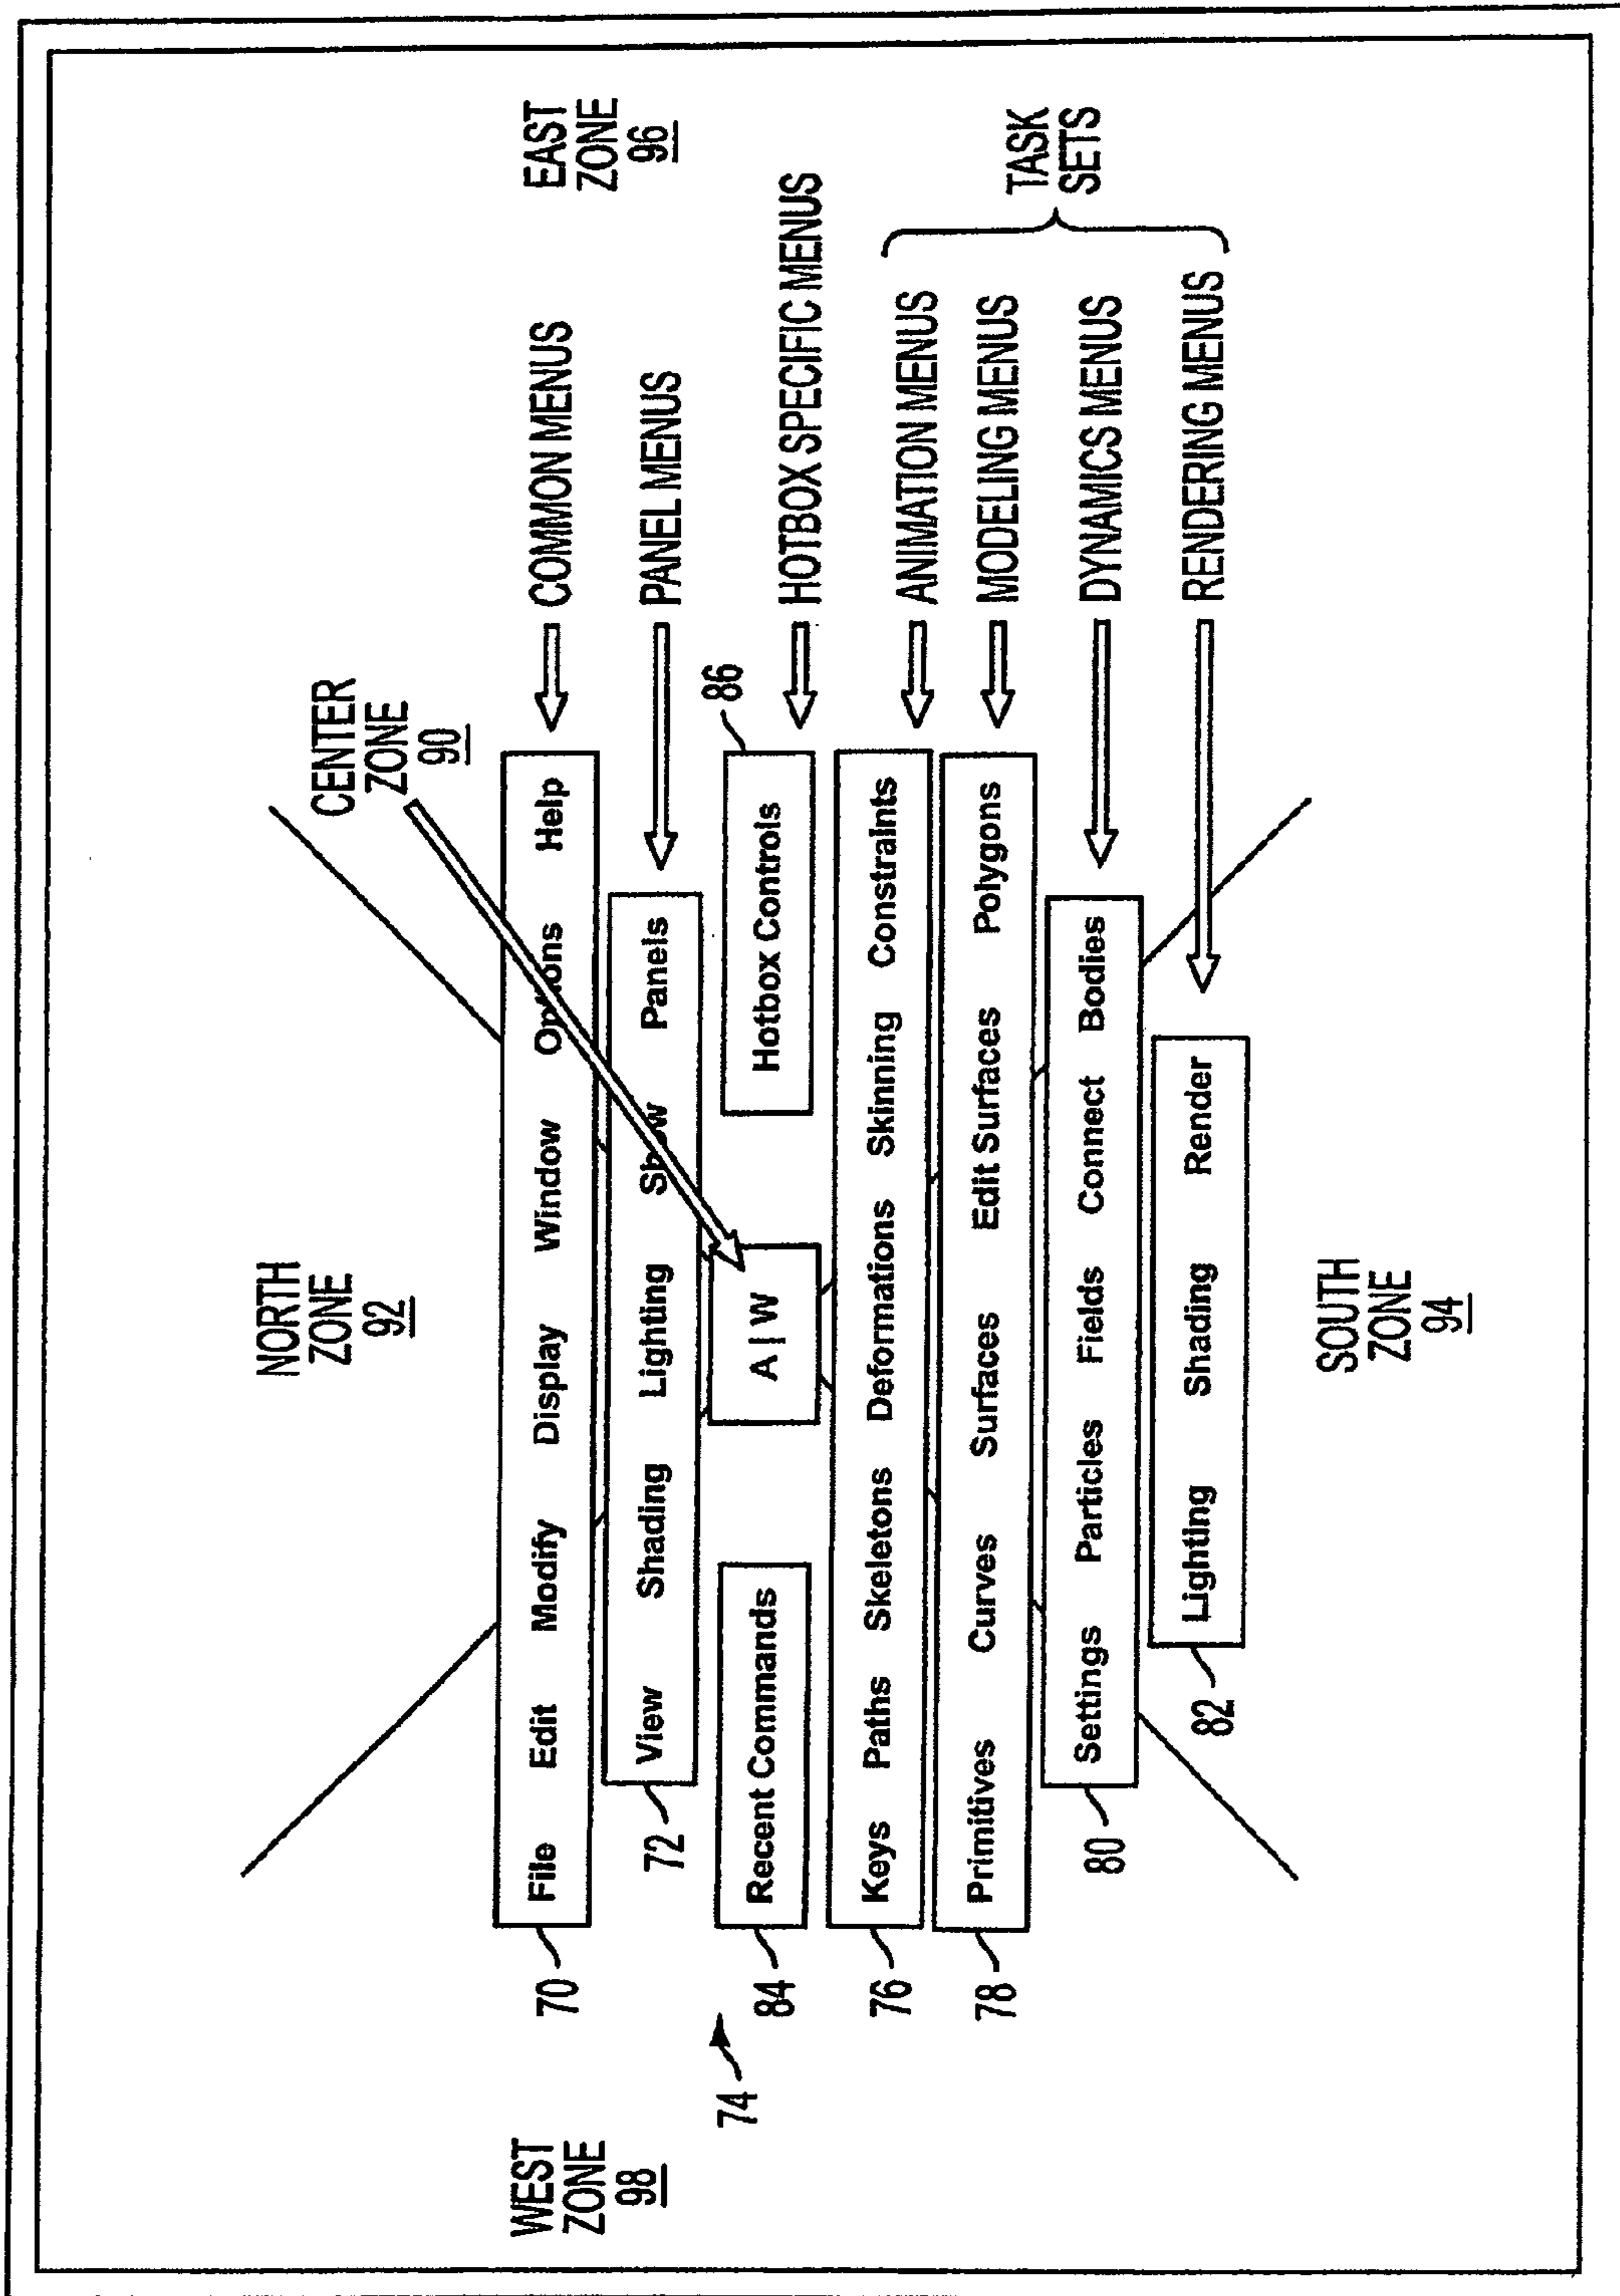 NORTH
ZONE
92
CENTER
ZONE
90
WEST
ZONE
98
EAST
ZONE
96
70
File Edit Modify Display Window Options Help
COMMON MENUS
72
View Shading Lighting Show Panels
PANEL MENUS
74
84
Recent Commands
A | W
Hotbox Controls
86
HOTBOX SPECIFIC MENUS
76
Keys Paths Skeletons Deformations Skinning Constraints
ANIMATION MENUS
78
Primitives Curves Surfaces Edit Surfaces Polygons
MODELING MENUS
80
Settings Particles Fields Connect Bodies
DYNAMICS MENUS
82
Lighting Shading Render
RENDERING MENUS
TASK
SETS
SOUTH
ZONE
94